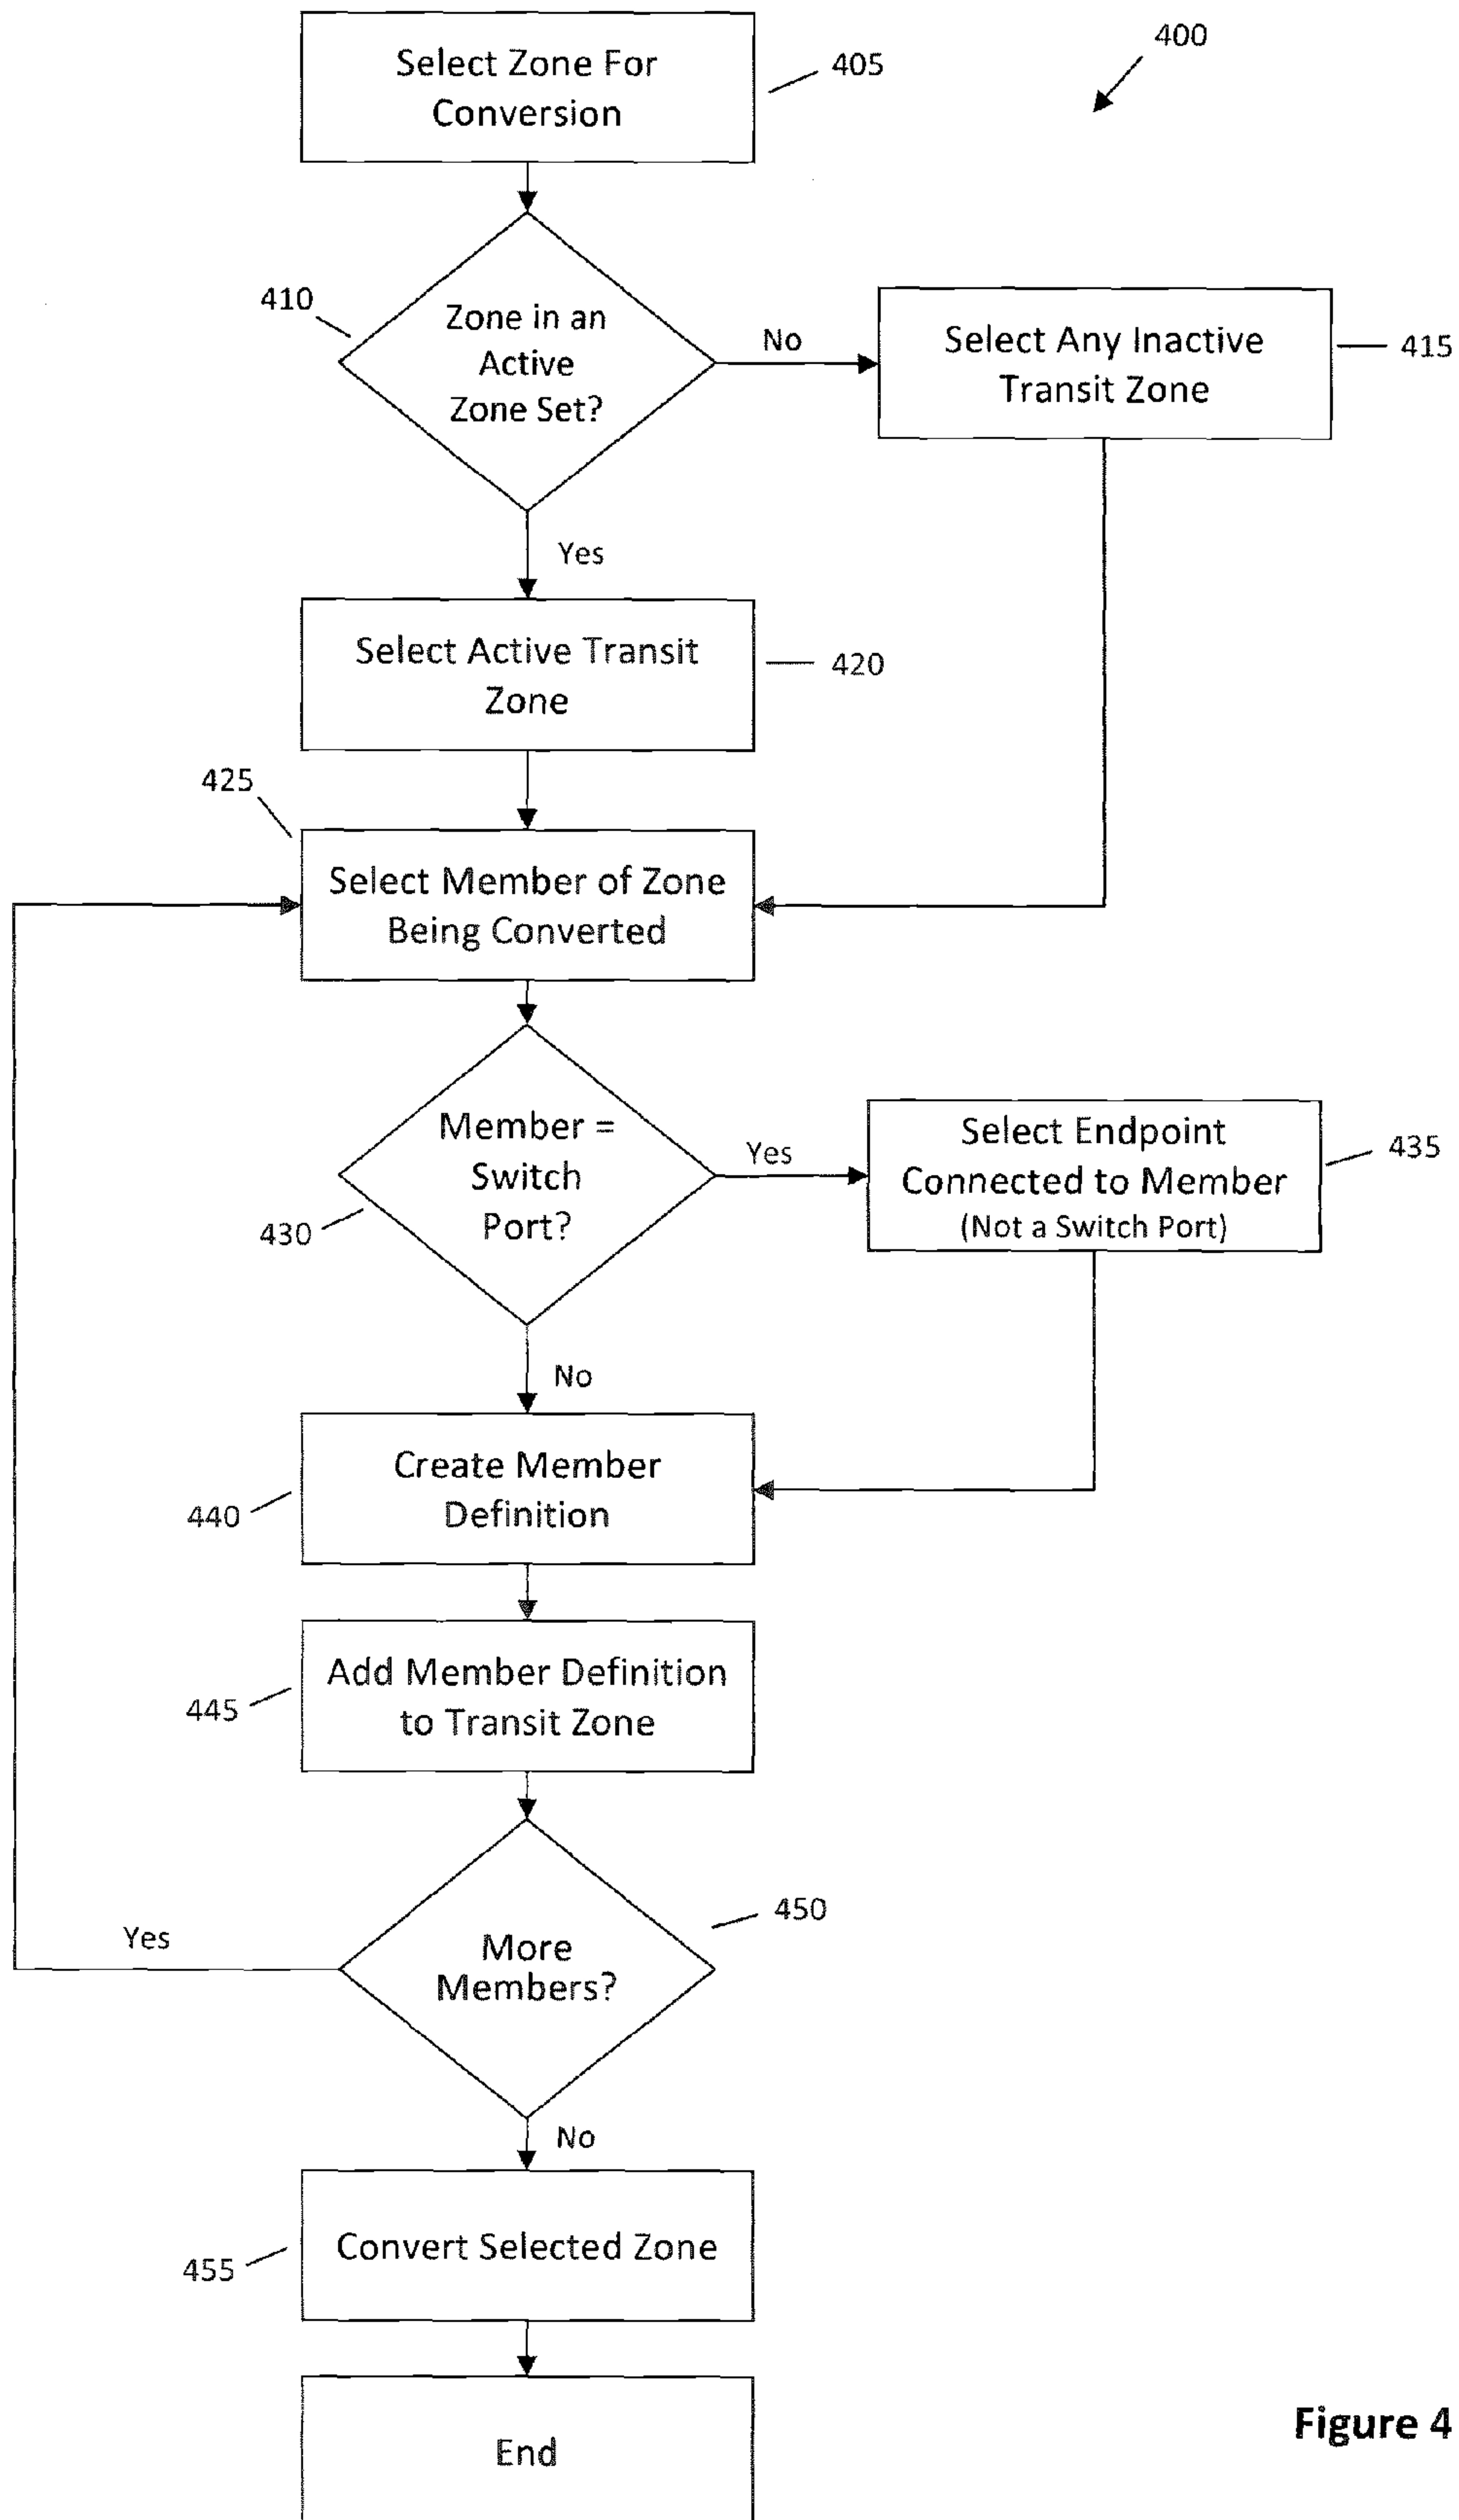 400
Select Zone For
Conversion
405
410
Zone in an
Active
Zone Set?
No
Select Any Inactive
Transit Zone
415
Yes
Select Active Transit
Zone
420
425
Select Member of Zone
Being Converted
Member =
Switch
Port?
430
Yes
Select Endpoint
Connected to Member
(Not a Switch Port)
435
No
Create Member
Definition
440
Add Member Definition
to Transit Zone
445
450
More
Members?
Yes
No
Convert Selected Zone
455
End
Figure 4